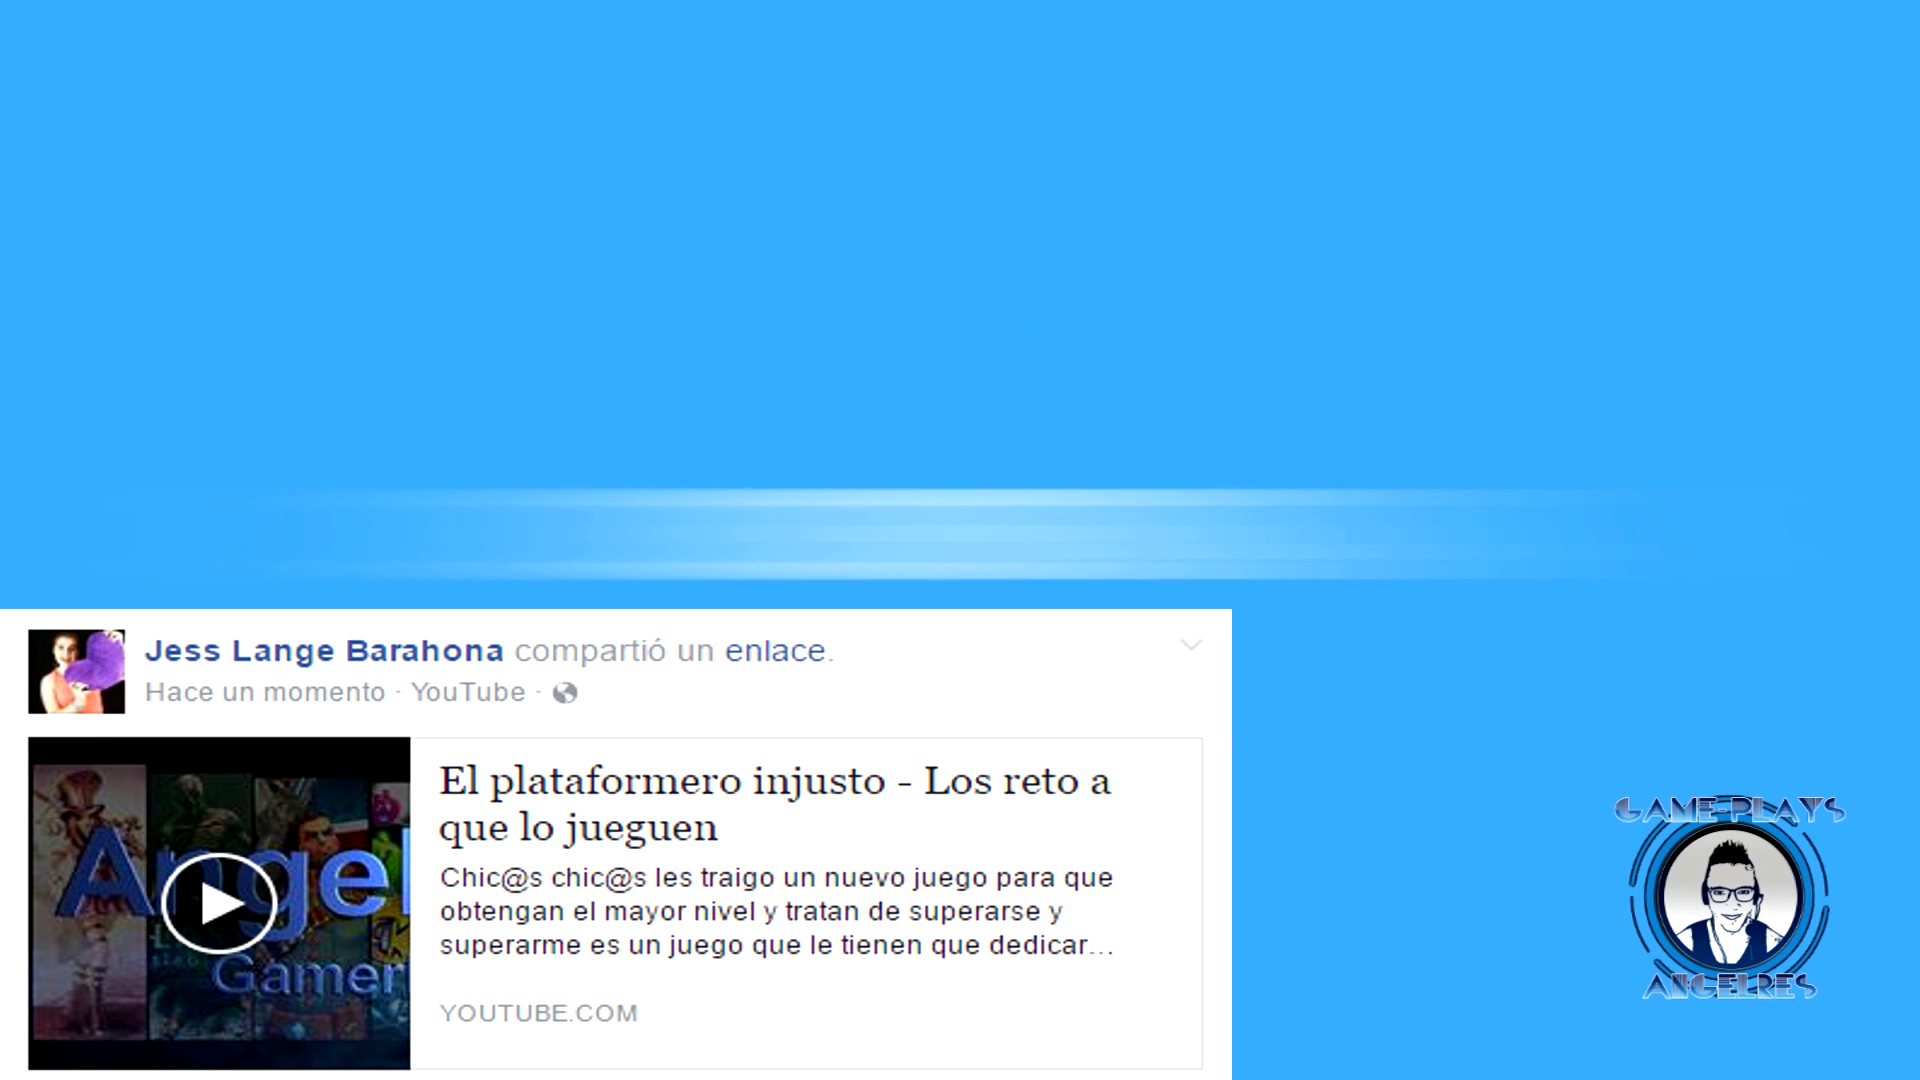 Jess Lange Barahona compartió un enlace.
Hace un momento · YouTube ·
El plataformero injusto - Los reto a
que lo jueguen
Chic@s chic@s les traigo un nuevo juego para que
obtengan el mayor nivel y tratan de superarse y
superarme es un juego que le tienen que dedicar...
YOUTUBE.COM
Angel
Gamer
GAME-PLAYS
ANGELRES